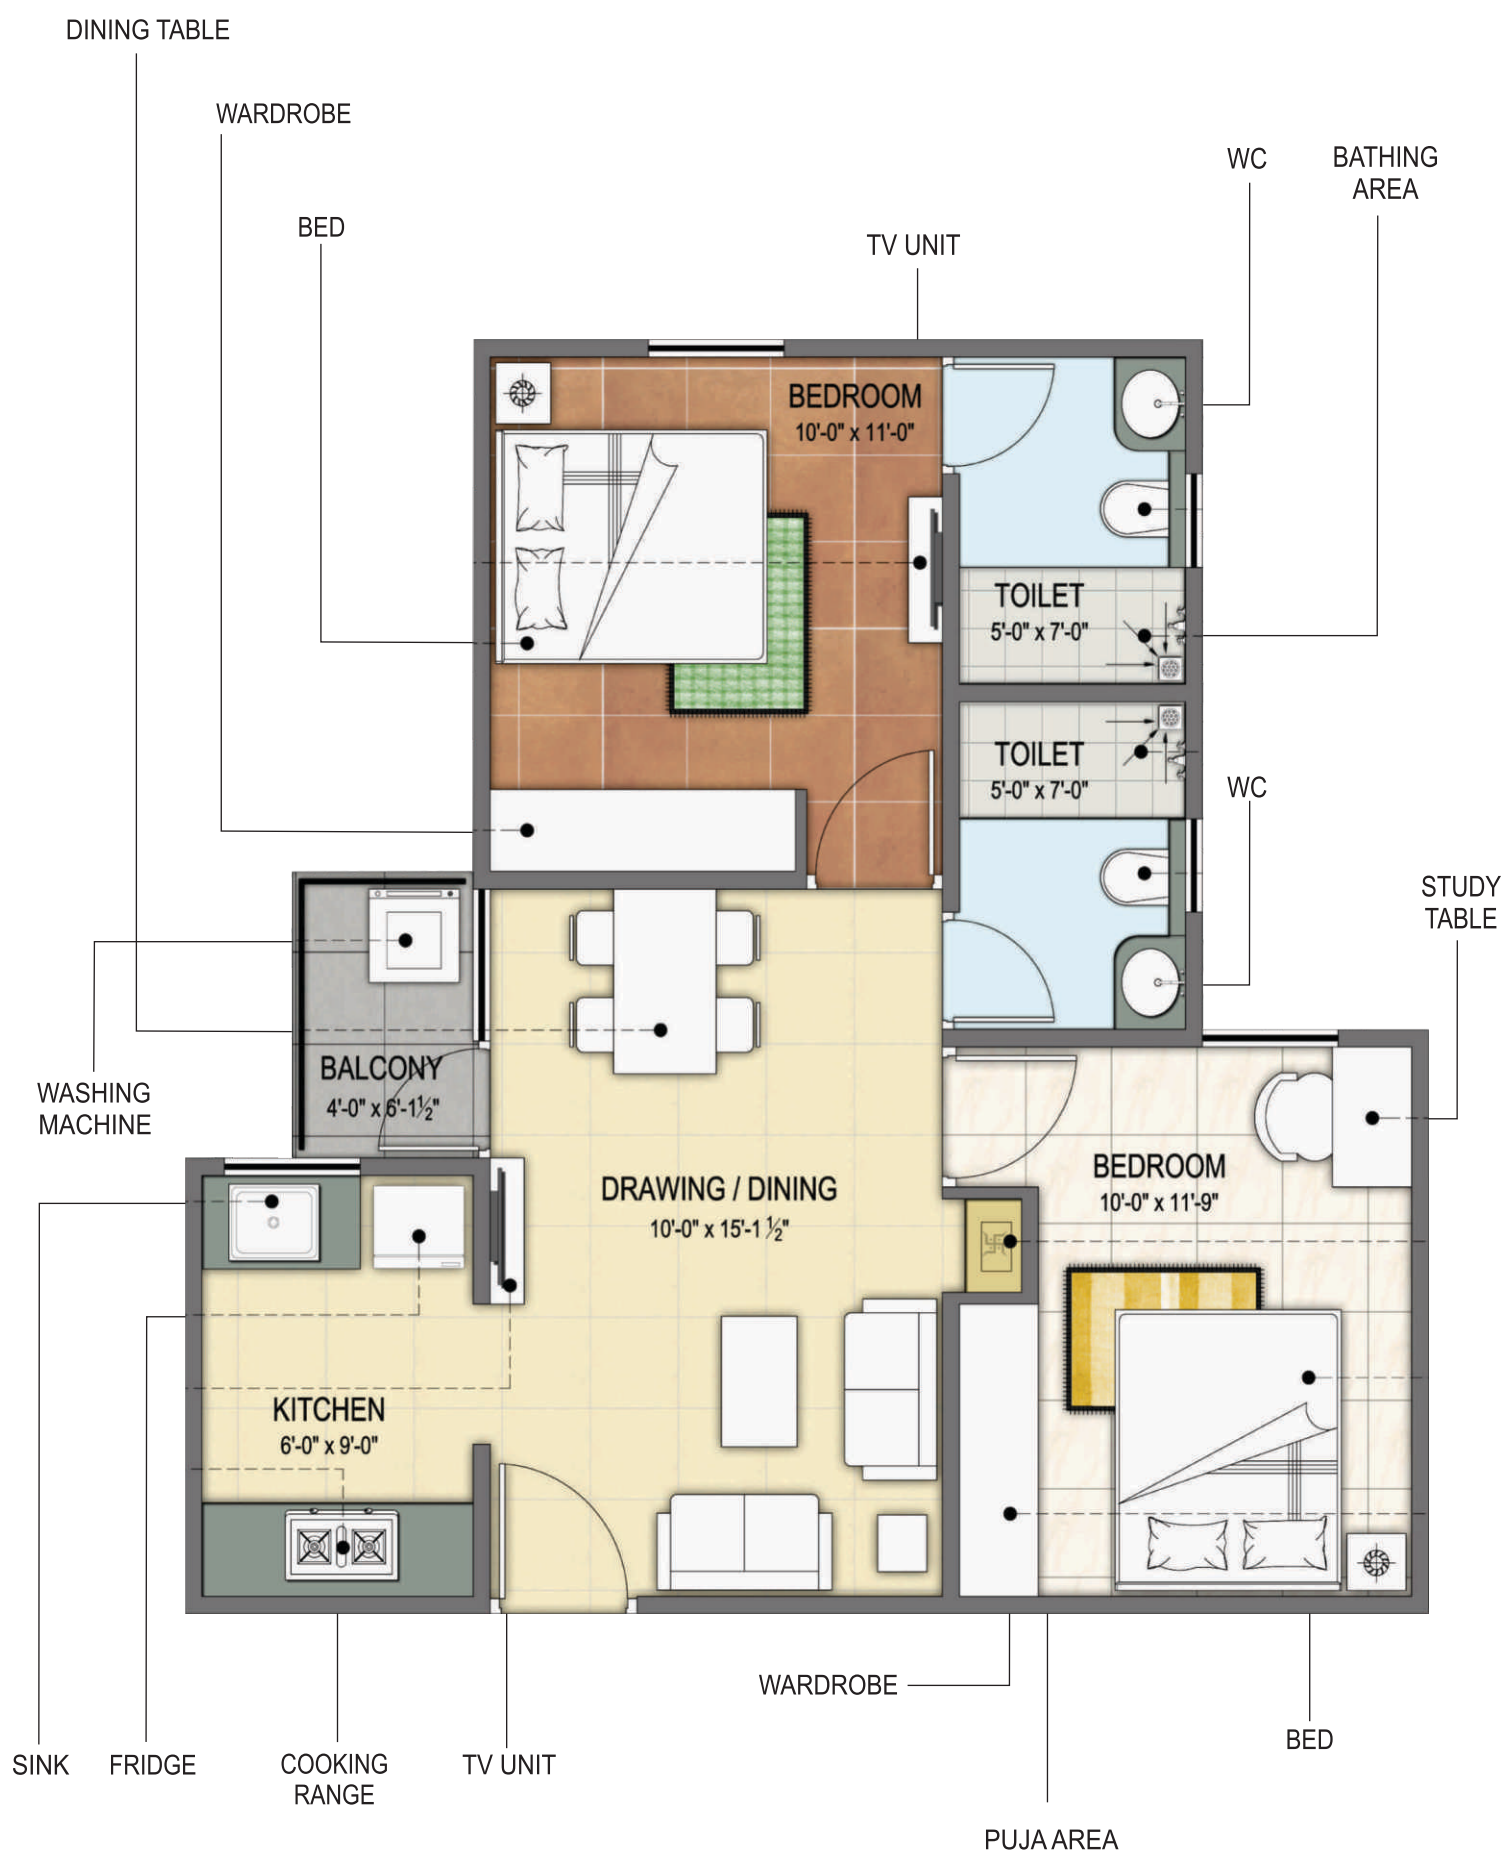 DINING TABLE
WARDROBE
WC
BATHING
AREA
BED
TV UNIT
BEDROOM
10'-0" x 11'-0"
TOILET
5'-0" x 7'-0"
TOILET
5'-0" x 7'-0"
WC
STUDY
TABLE
BALCONY
4'-0" x 6'-1½"
WASHING
MACHINE
BEDROOM
10'-0" x 11'-9"
DRAWING / DINING
10'-0" x 15'-1 ½"
KITCHEN
6'-0" x 9'-0"
WARDROBE
BED
SINK
FRIDGE
COOKING
RANGE
TV UNIT
PUJA AREA